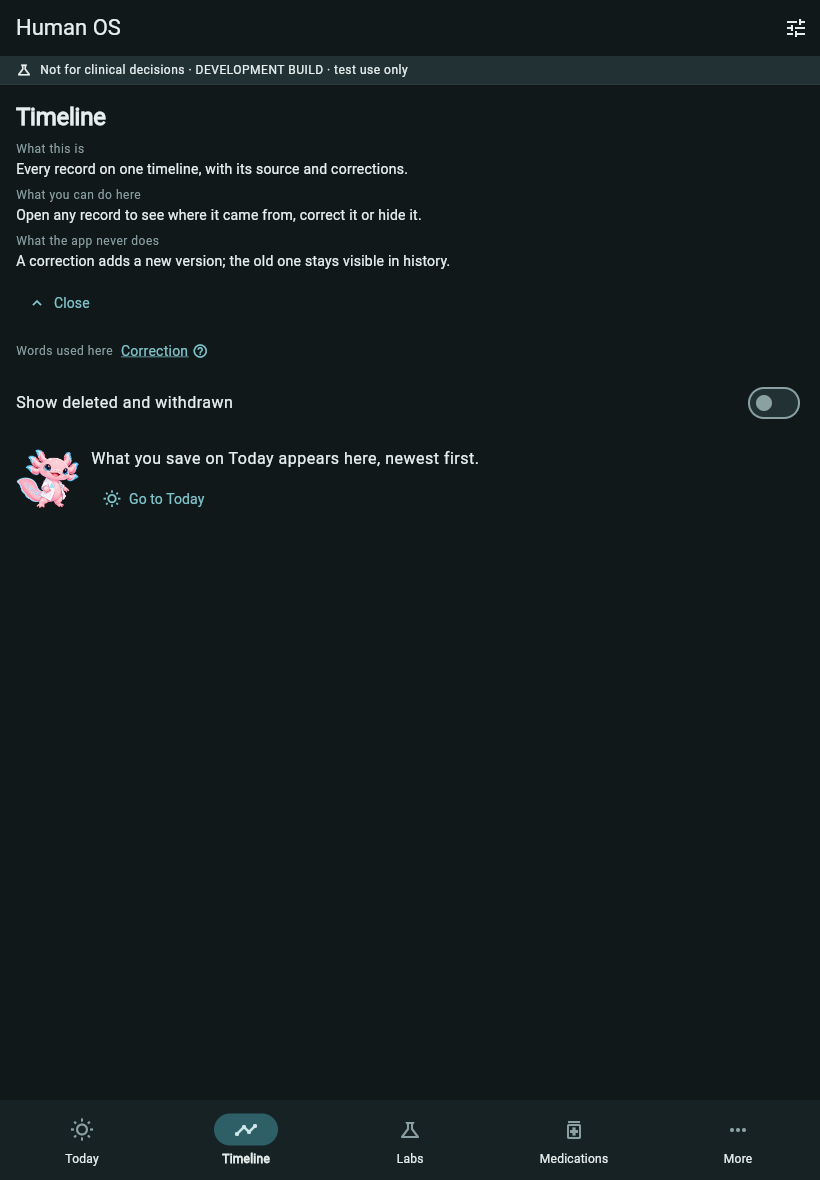 Human OS
Not for clinical decisions · DEVELOPMENT BUILD · test use only
Timeline
What this is
Every record on one timeline, with its source and corrections.
What you can do here
Open any record to see where it came from, correct it or hide it.
What the app never does
A correction adds a new version; the old one stays visible in history.
Close
Words used here Correction
Show deleted and withdrawn
What you save on Today appears here, newest first.
Go to Today
Today Timeline Labs Medications More